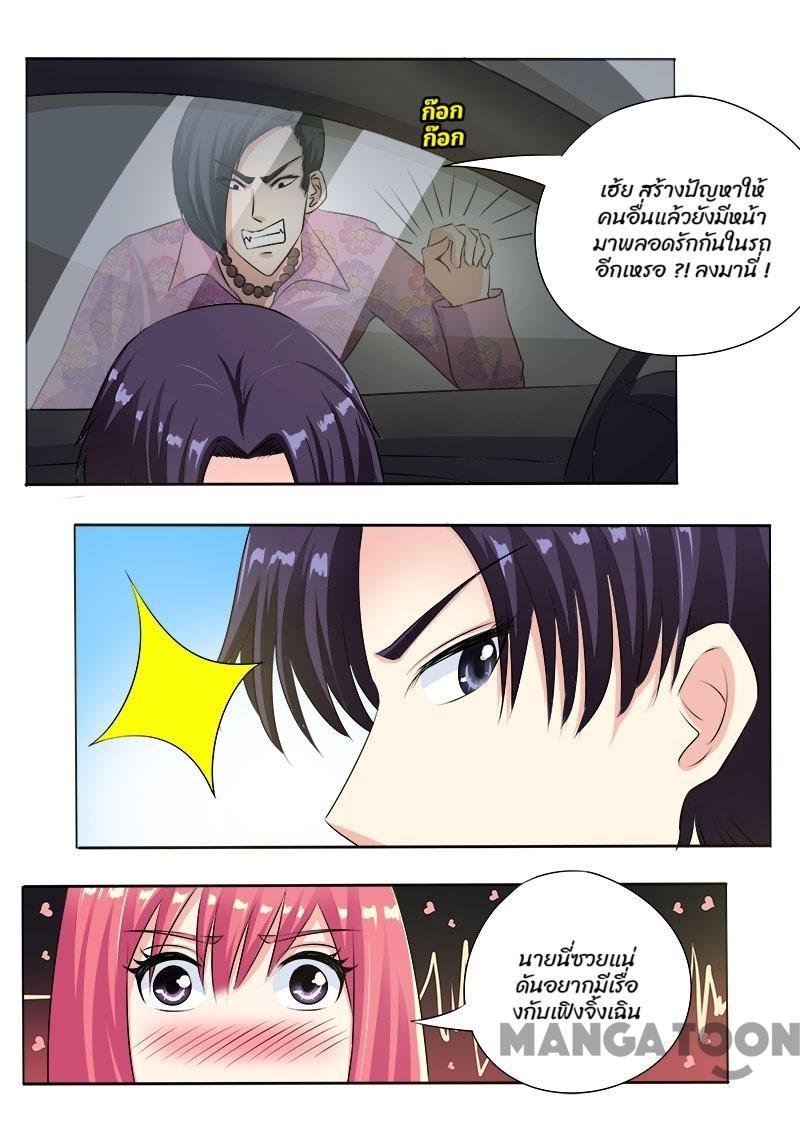 ก๊อก
ก๊อก
เฮ้ย สร้างปัญหาให้
คนอื่นแล้วยังมีหน้า
มาพลอดรักกันในรถ
อีกเหรอ ?! ลงมานี่ !
นายนี่ซวยแน่
ดันอยากมีเรื่อ
งกับเฟิงจิ้งเฉิน
MANGATOON